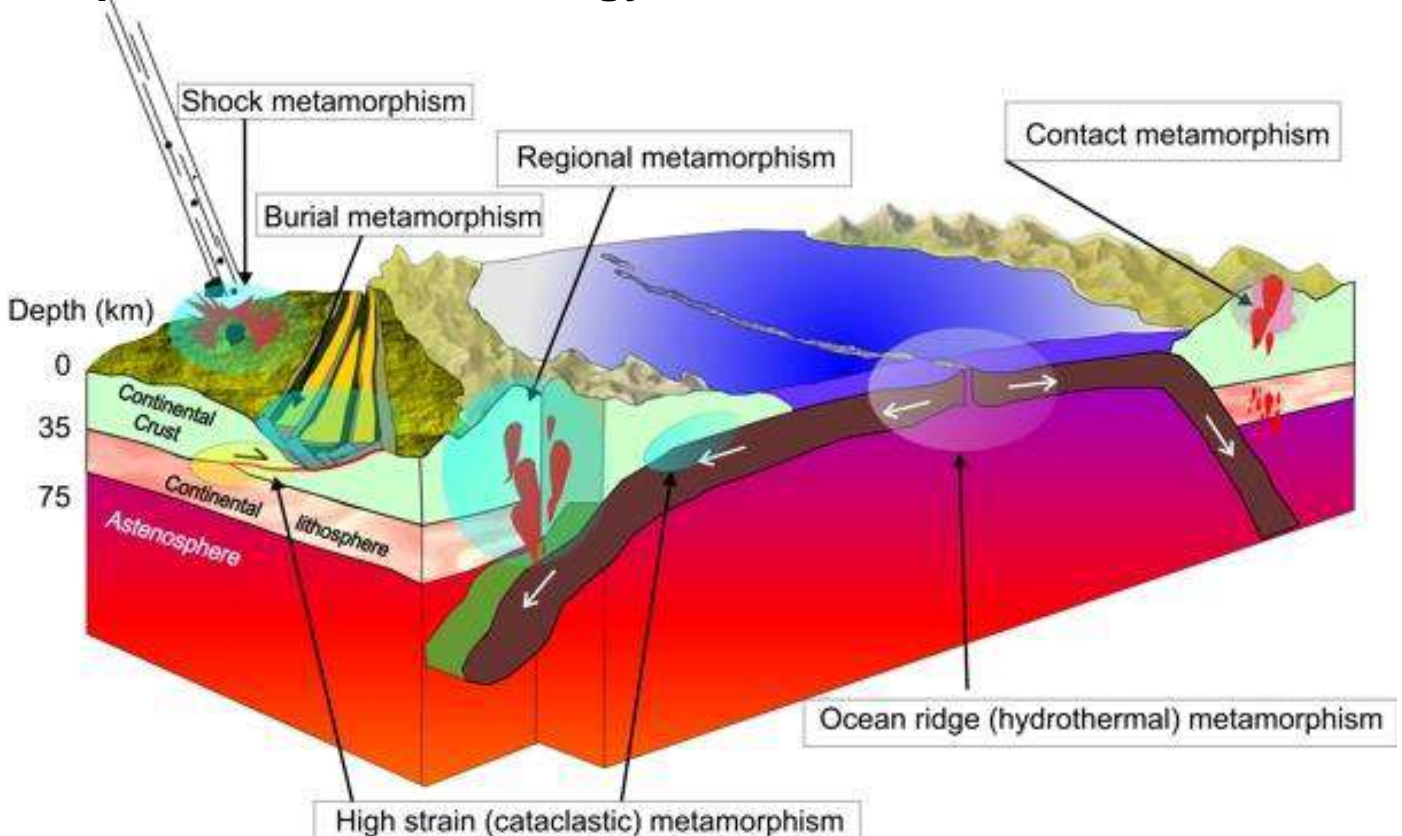 Shock metamorphism
Contact metamorphism
Regional metamorphism
Burial metamorphism
Depth (km)
0
35
75
Continental
Crust
Continental lithosphere
Astenosphere
Ocean ridge (hydrothermal) metamorphism
High strain (cataclastic) metamorphism